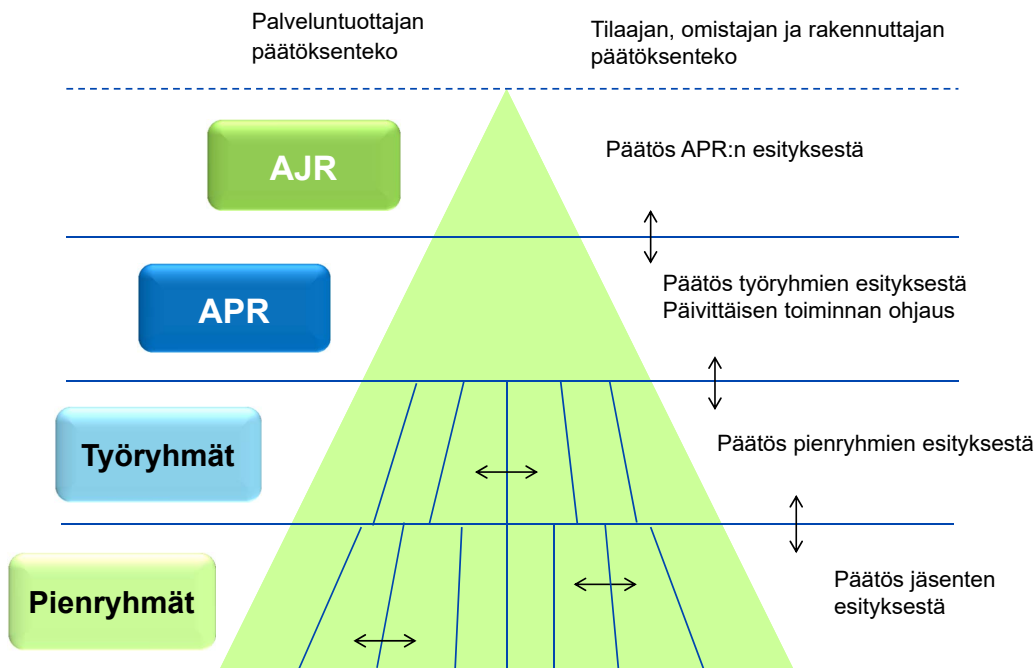 Palveluntuottajan
päätöksenteko
Tilaajan, omistajan ja rakennuttajan
päätöksenteko
AJR
Päätös APR:n esityksestä
APR
Päätös työryhmien esityksestä
Päivittäisen toiminnan ohjaus
Työryhmät
Päätös pienryhmien esityksestä
Pienryhmät
Päätös jäsenten
esityksestä